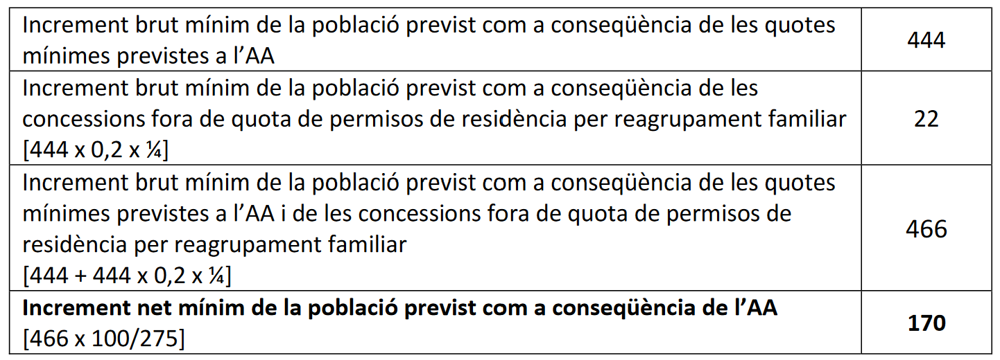 Increment brut mínim de la població previst com a conseqüència de les quotes
mínimes previstes a l’AA
444
Increment brut mínim de la població previst com a conseqüència de les
concessions fora de quota de permisos de residència per reagrupament familiar
[444 x 0,2 x ¼]
22
Increment brut mínim de la població previst com a conseqüència de les quotes
mínimes previstes a l’AA i de les concessions fora de quota de permisos de
residència per reagrupament familiar
[444 + 444 x 0,2 x ¼]
466
Increment net mínim de la població previst com a conseqüència de l’AA
[466 x 100/275]
170